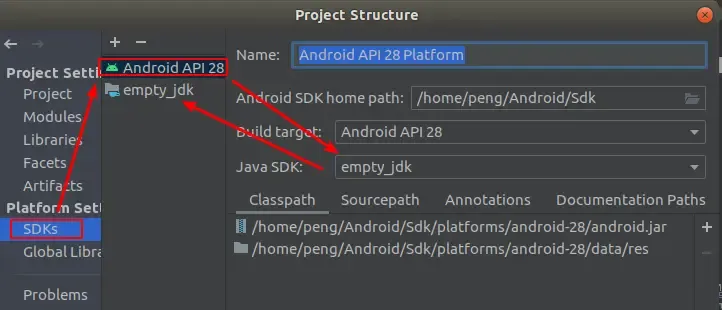 Project Structure
Project Setti
Project
Modules
Libraries
Facets
Artifacts
Platform Sett
SDKs
Global Libra
Problems
Android API 28
empty_jdk
Name: Android API 28 Platform
Android SDK home path: /home/peng/Android/Sdk
Build target: Android API 28
Java SDK: empty_jdk
Classpath Sourcepath Annotations Documentation Paths
/home/peng/Android/Sdk/platforms/android-28/android.jar
/home/peng/Android/Sdk/platforms/android-28/data/res